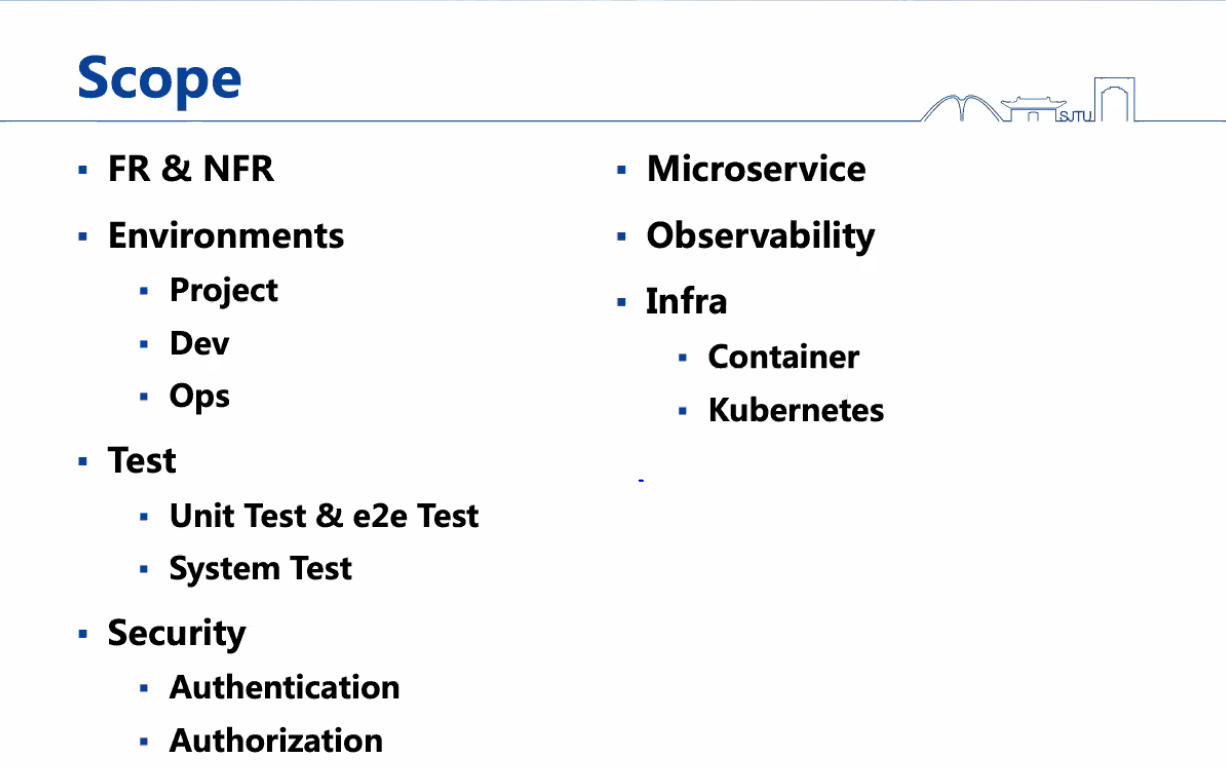 Scope
SJTU
FR & NFR
Environments
Project
Dev
Ops
Test
Unit Test & e2e Test
System Test
Security
Authentication
Authorization
Microservice
Observability
Infra
Container
Kubernetes